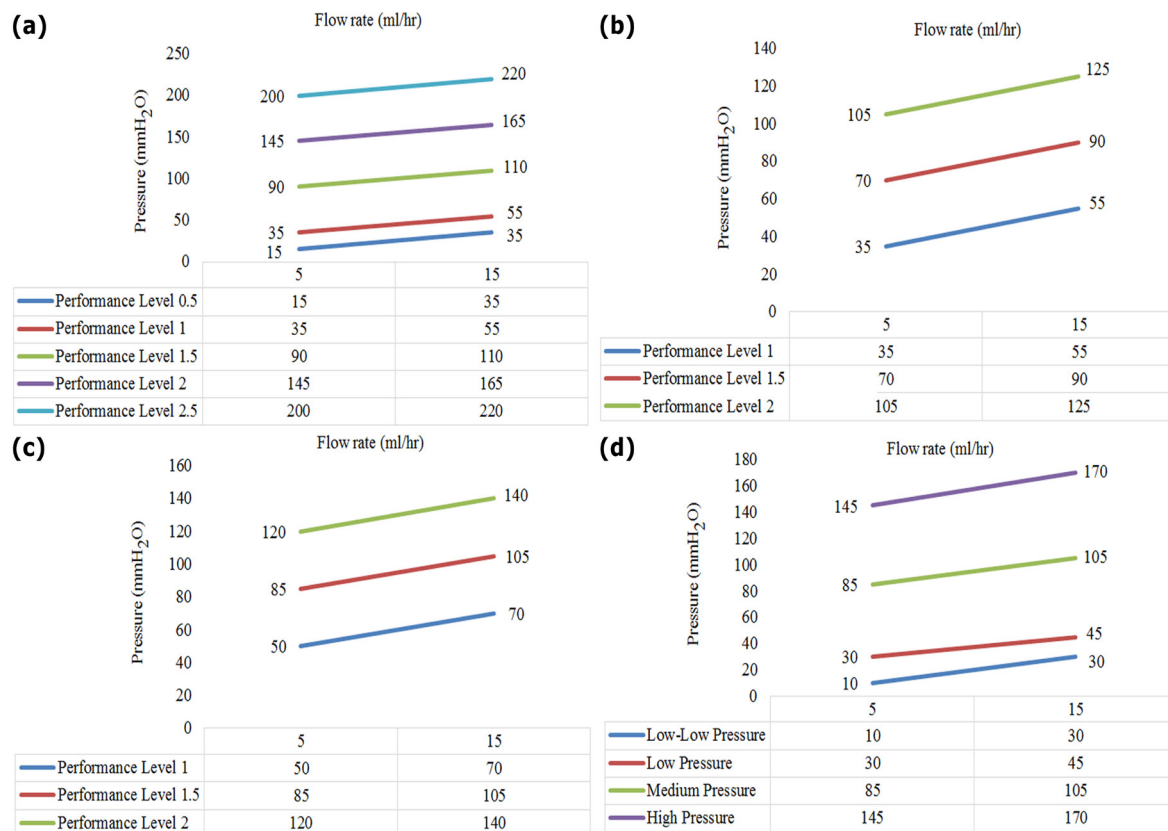 (a)
Flow rate (ml/hr)
Pressure (mmH2O)
250
200
150
100
50
0
200
220
145
165
90
110
35
55
15
35
5 15
Performance Level 0.5 15 35
Performance Level 1 35 55
Performance Level 1.5 90 110
Performance Level 2 145 165
Performance Level 2.5 200 220
(b)
Flow rate (ml/hr)
Pressure (mmH2O)
140
120
100
80
60
40
20
0
105
125
70
90
35
55
5 15
Performance Level 1 35 55
Performance Level 1.5 70 90
Performance Level 2 105 125
(c)
Flow rate (ml/hr)
Pressure (mmH2O)
160
140
120
100
80
60
40
20
0
120
140
85
105
50
70
5 15
Performance Level 1 50 70
Performance Level 1.5 85 105
Performance Level 2 120 140
(d)
Flow rate (ml/hr)
Pressure (mmH2O)
180
160
140
120
100
80
60
40
20
0
145
170
85
105
30
45
10
30
5 15
Low-Low Pressure 10 30
Low Pressure 30 45
Medium Pressure 85 105
High Pressure 145 170